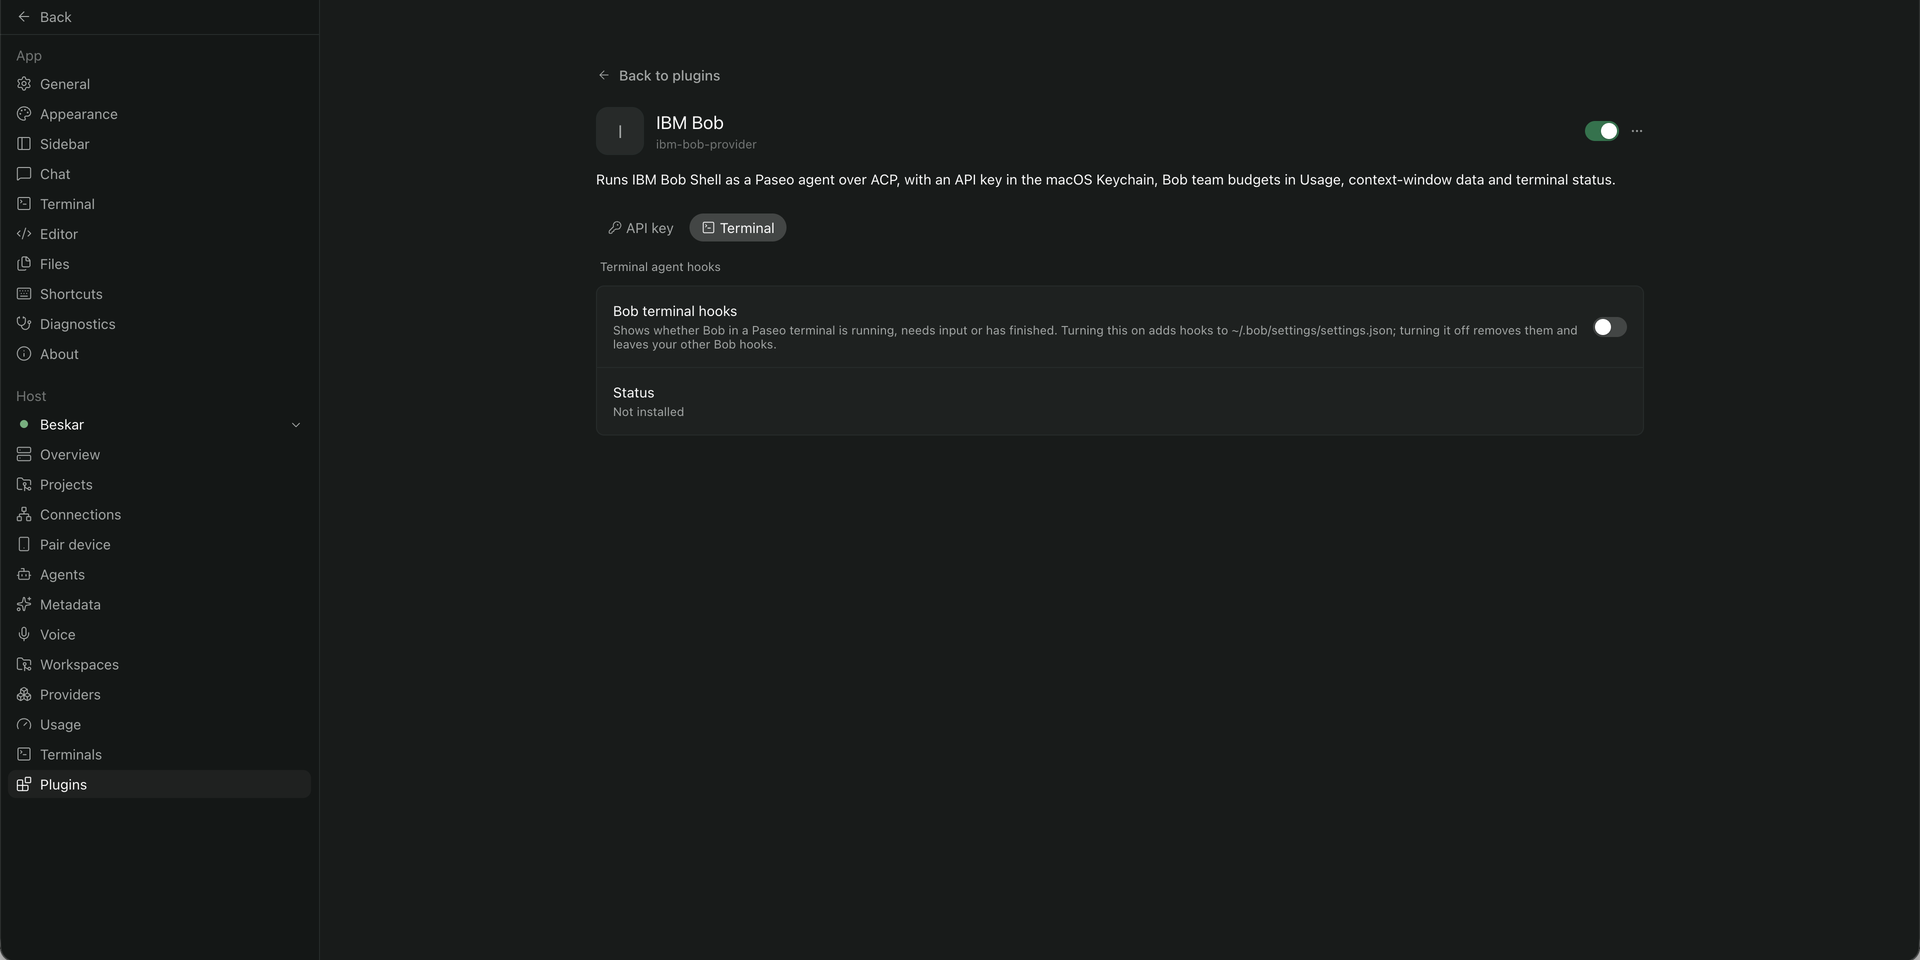 Back
App
General
Appearance
Sidebar
Chat
Terminal
Editor
Files
Shortcuts
Diagnostics
About
Host
Beskar
Overview
Projects
Connections
Pair device
Agents
Metadata
Voice
Workspaces
Providers
Usage
Terminals
Plugins
Back to plugins
I
IBM Bob
ibm-bob-provider
Runs IBM Bob Shell as a Paseo agent over ACP, with an API key in the macOS Keychain, Bob team budgets in Usage, context-window data and terminal status.
API key
Terminal
Terminal agent hooks
Bob terminal hooks
Shows whether Bob in a Paseo terminal is running, needs input or has finished. Turning this on adds hooks to ~/.bob/settings/settings.json; turning it off removes them and
leaves your other Bob hooks.
Status
Not installed